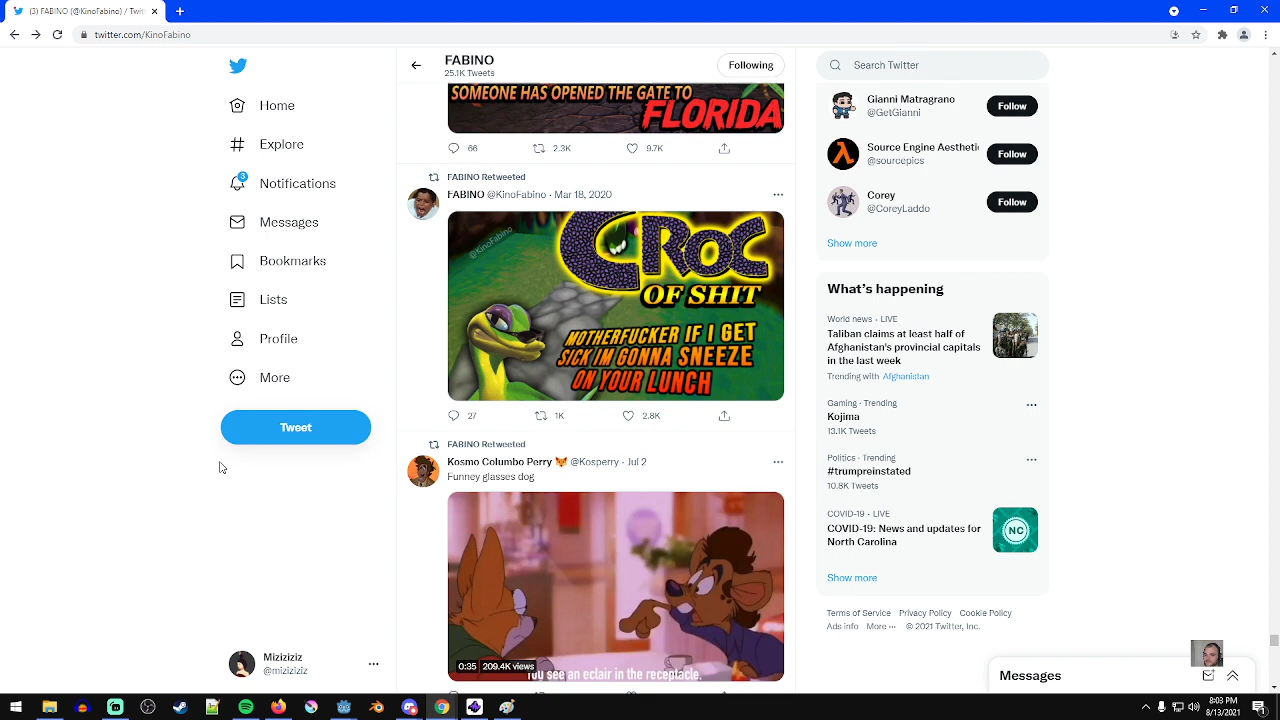 (3) FABINO (@KinoFabino) / Twit
twitter.com/KinoFabino
Home
Explore
3
Notifications
Messages
Bookmarks
Lists
Profile
More
Tweet
Miziziziz
@miziziziz
FABINO
25.1K Tweets
Following
SOMEONE HAS OPENED THE GATE TO
FLORIDA
66 2.3K 9.7K
FABINO Retweeted
FABINO @KinoFabino · Mar 18, 2020
@KinoFabino
CROC
OF SHIT
MOTHERFUCKER IF I GET
SICK IM GONNA SNEEZE
ON YOUR LUNCH
27 1K 2.8K
FABINO Retweeted
Kosmo Columbo Perry 🦊 @Kosperry · Jul 2
Funney glasses dog
0:35 209.4K views
You see an eclair in the receptacle.
Search Twitter
Gianni Matragrano
@GetGianni
Follow
Source Engine Aestheti
@sourcepics
Follow
Corey
@CoreyLaddo
Follow
Show more
What's happening
World news · LIVE
Taliban claims at least half of
Afghanistan's provincial capitals
in the last week
Trending with Afghanistan
Gaming · Trending
Kojima
13.1K Tweets
Politics · Trending
#trumpreinstated
10.8K Tweets
COVID-19 · LIVE
COVID-19: News and updates for
North Carolina
NC
Show more
Terms of Service Privacy Policy Cookie Policy
Ads info More ··· © 2021 Twitter, Inc.
Messages
8:03 PM
8/13/2021